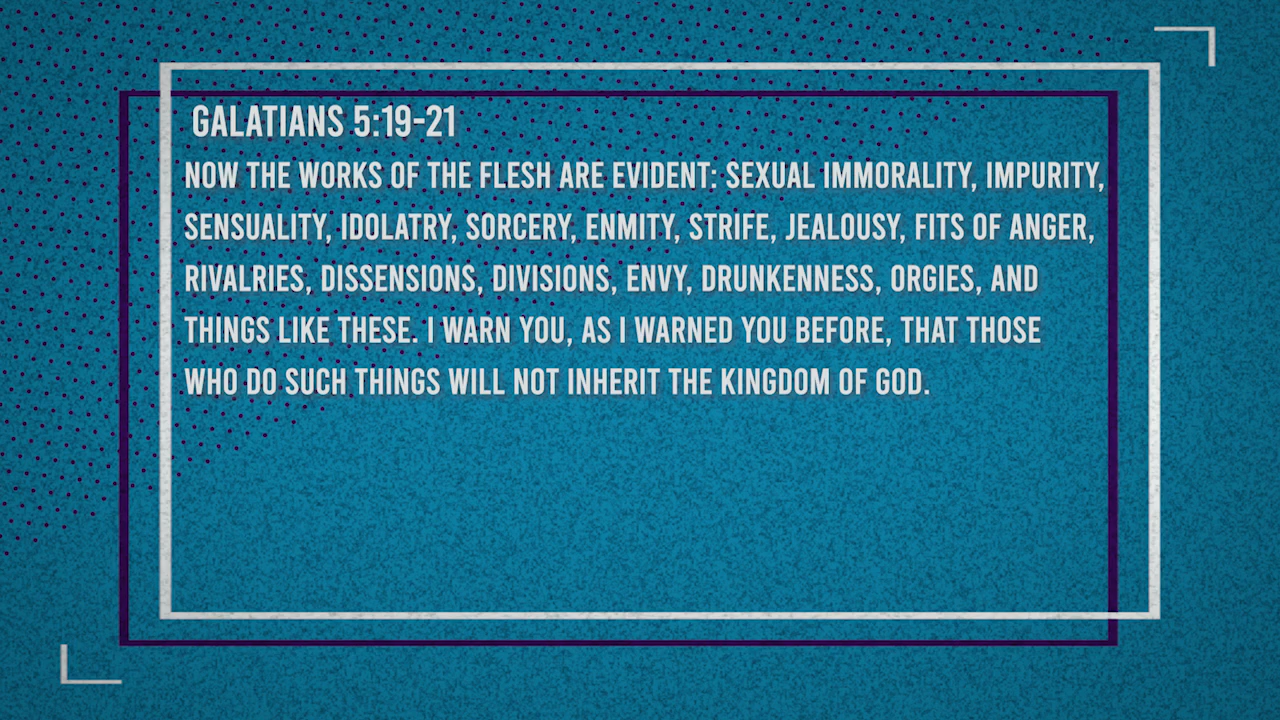 GALATIANS 5:19-21
NOW THE WORKS OF THE FLESH ARE EVIDENT: SEXUAL IMMORALITY, IMPURITY,
SENSUALITY, IDOLATRY, SORCERY, ENMITY, STRIFE, JEALOUSY, FITS OF ANGER,
RIVALRIES, DISSENSIONS, DIVISIONS, ENVY, DRUNKENNESS, ORGIES, AND
THINGS LIKE THESE. I WARN YOU, AS I WARNED YOU BEFORE, THAT THOSE
WHO DO SUCH THINGS WILL NOT INHERIT THE KINGDOM OF GOD.